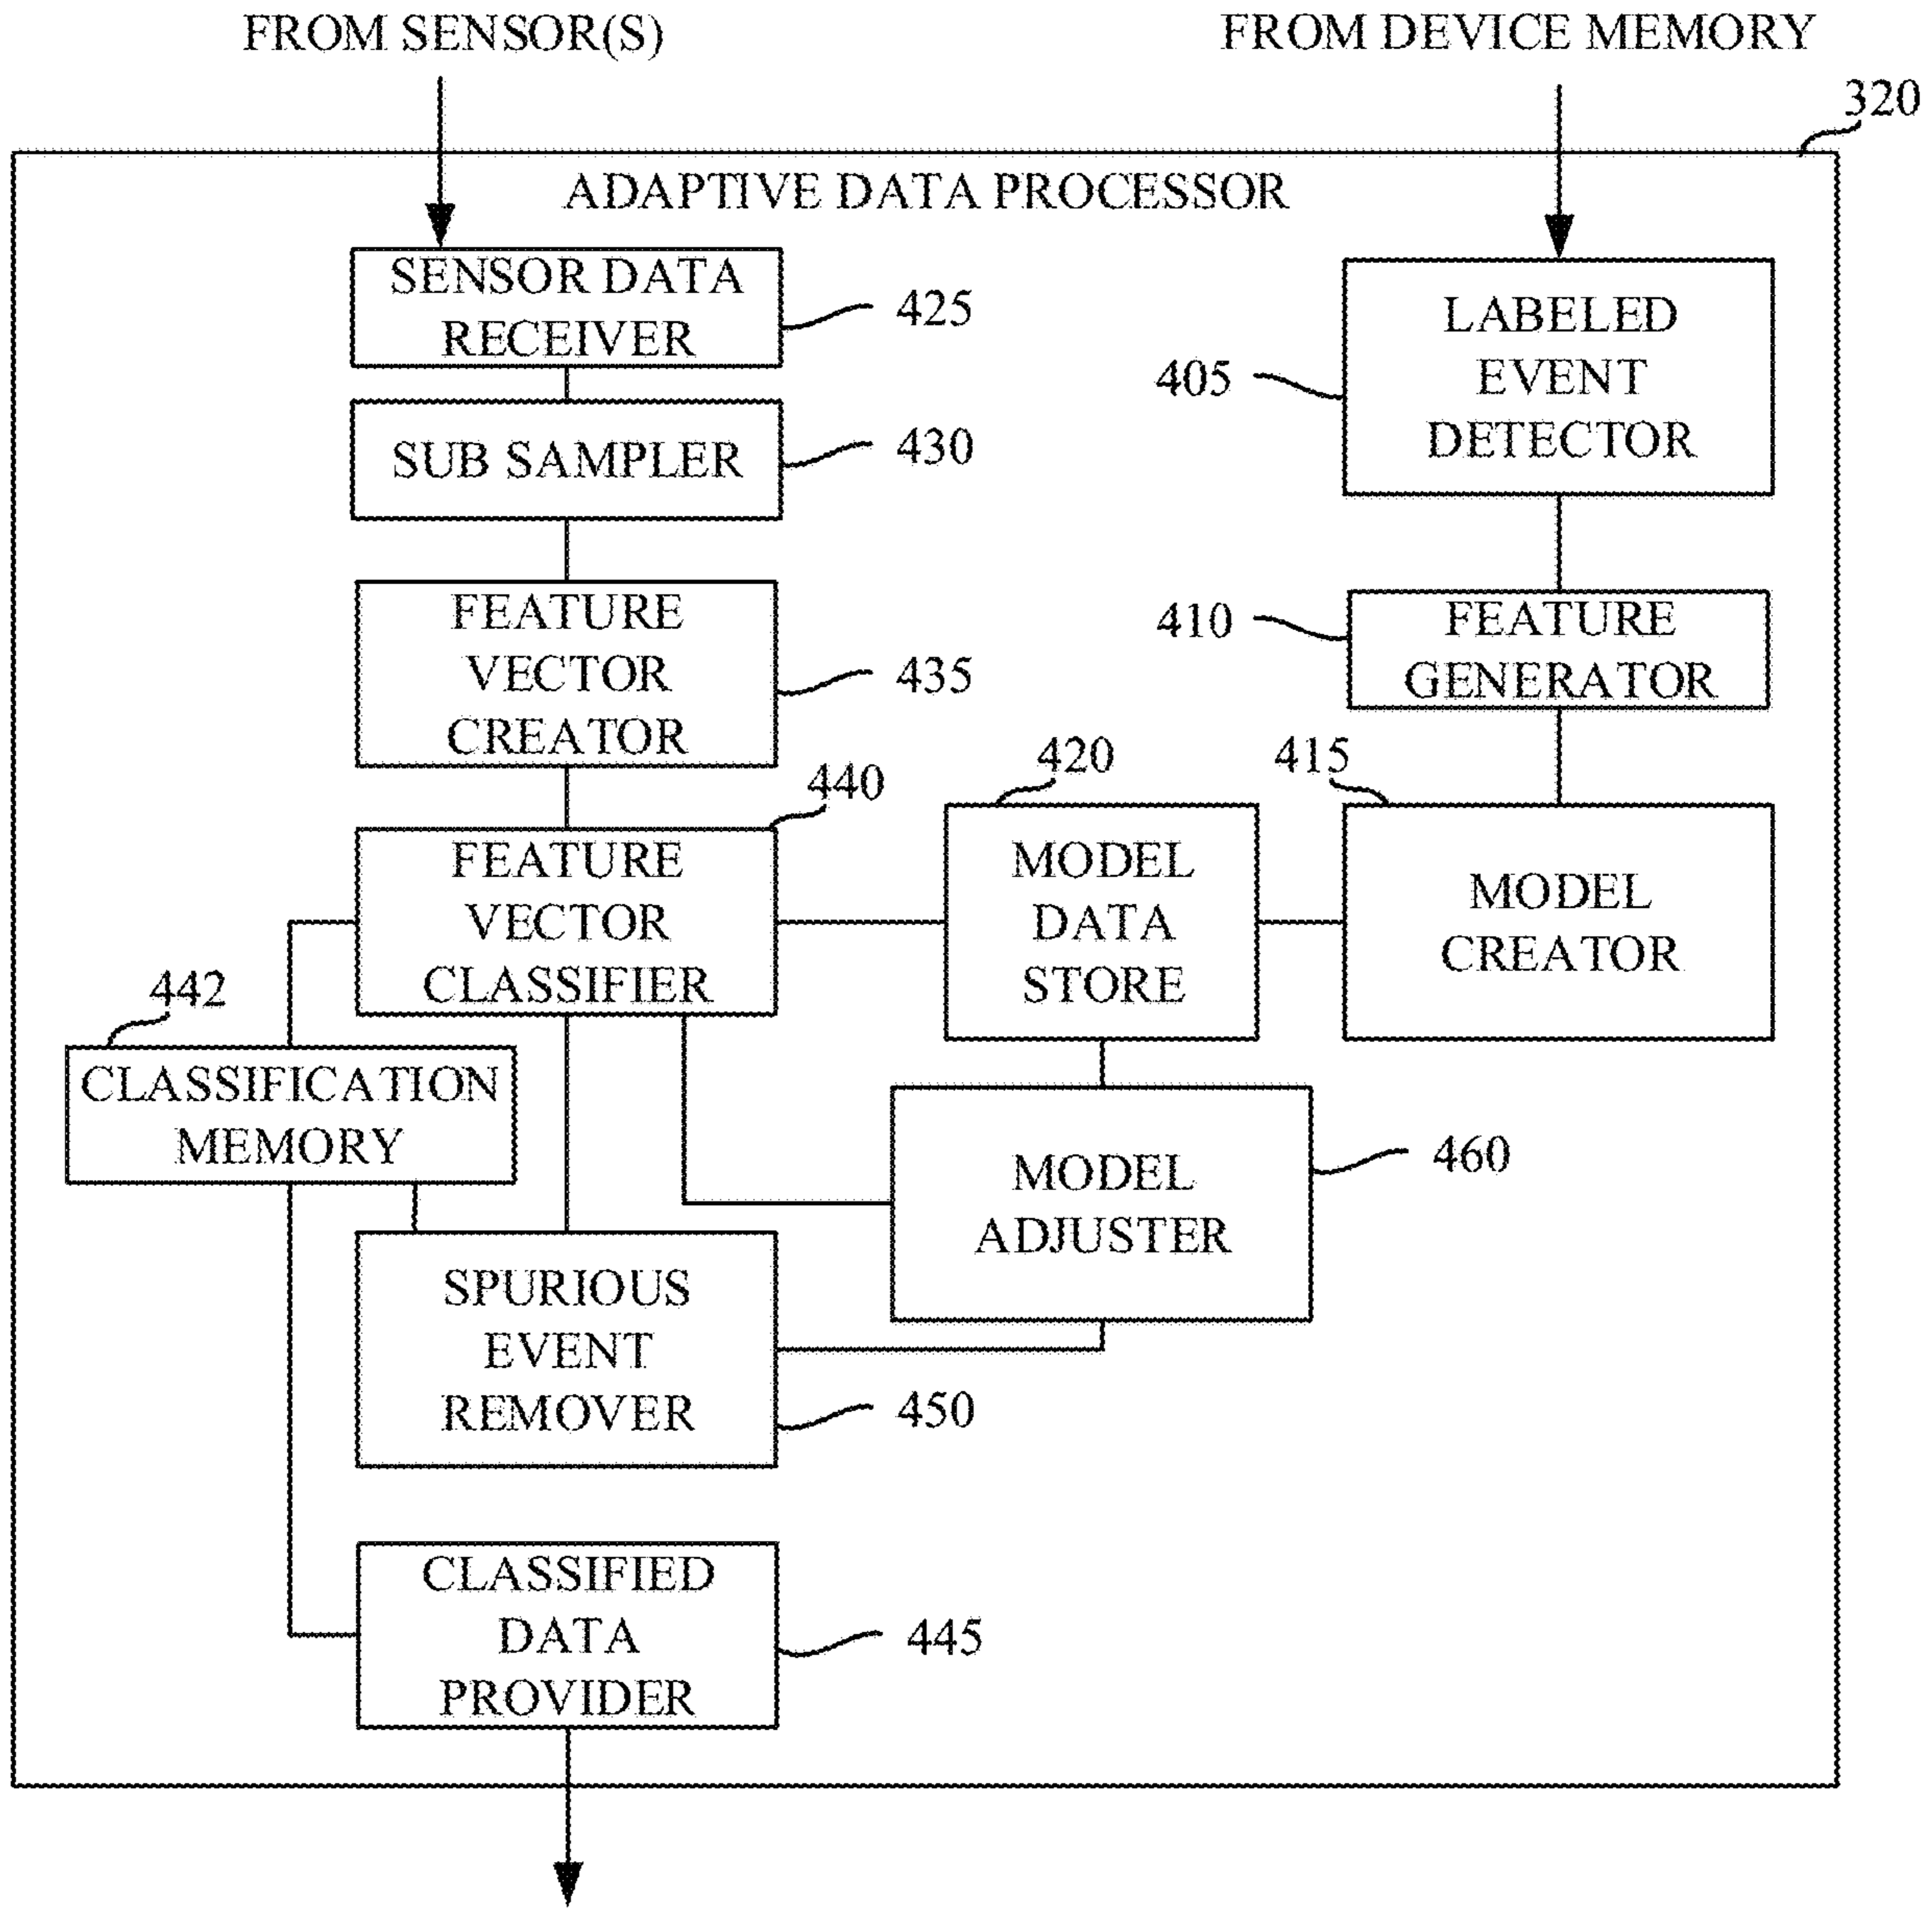 FROM SENSOR(S)
FROM DEVICE MEMORY
320
ADAPTIVE DATA PROCESSOR
SENSOR DATA
RECEIVER
425
LABELED
EVENT
DETECTOR
405
SUB SAMPLER
430
FEATURE
VECTOR
CREATOR
435
FEATURE
GENERATOR
410
440
420
415
FEATURE
VECTOR
CLASSIFIER
MODEL
DATA
STORE
MODEL
CREATOR
442
CLASSIFICATION
MEMORY
MODEL
ADJUSTER
460
SPURIOUS
EVENT
REMOVER
450
CLASSIFIED
DATA
PROVIDER
445